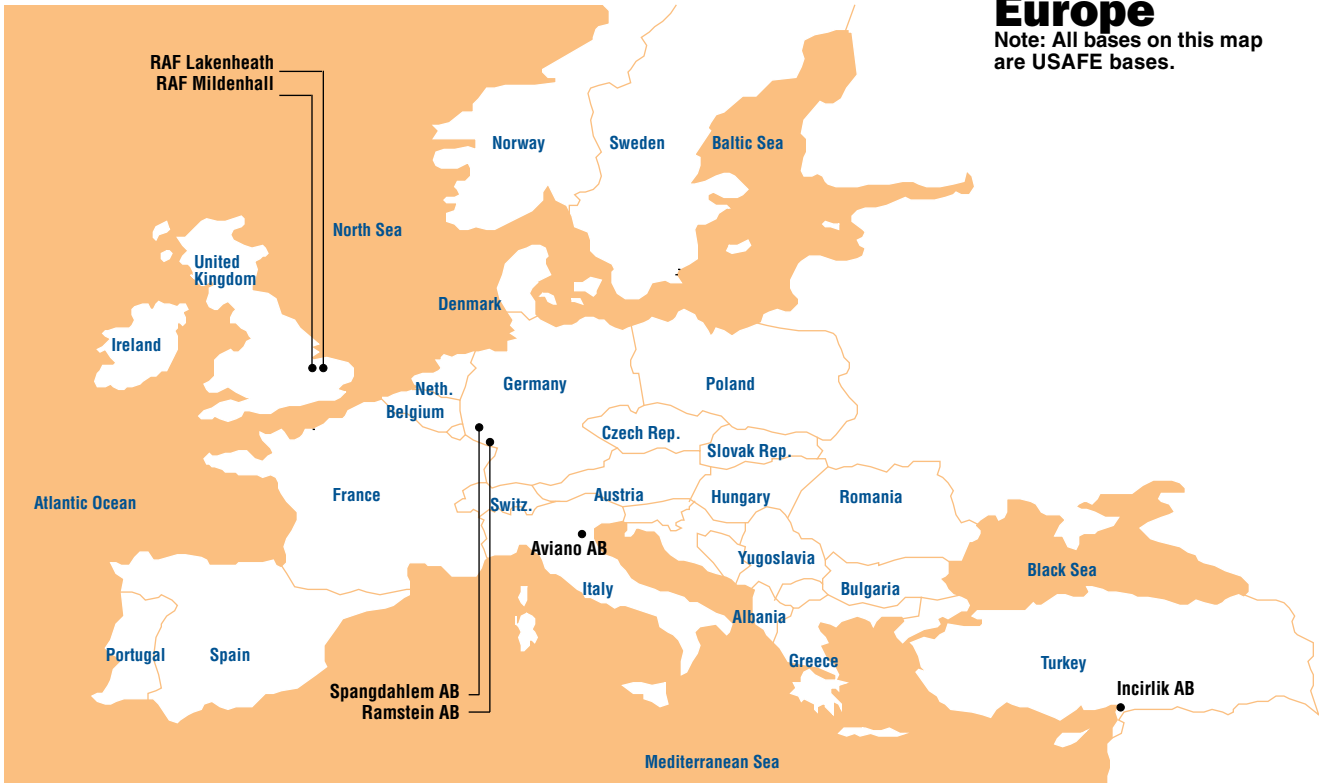 Europe
Note: All bases on this map
are USAFE bases.
RAF Lakenheath
RAF Mildenhall
Norway
Sweden
Baltic Sea
North Sea
United
Kingdom
Denmark
Ireland
Neth.
Germany
Poland
Belgium
Czech Rep.
Slovak Rep.
Atlantic Ocean
France
Switz.
Austria
Hungary
Romania
Aviano AB
Yugoslavia
Black Sea
Italy
Bulgaria
Albania
Portugal
Spain
Greece
Turkey
Spangdahlem AB
Ramstein AB
Incirlik AB
Mediterranean Sea